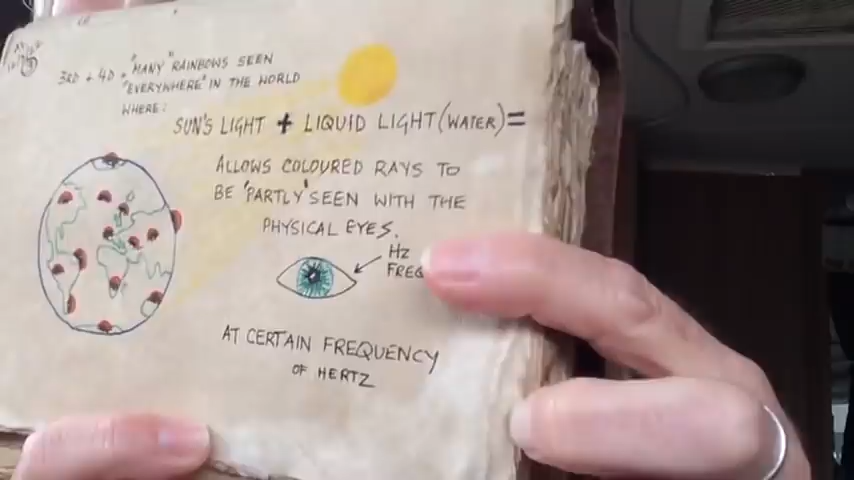 3RD + 4D + "MANY" RAINBOWS SEEN
"EVERYWHERE" IN THE WORLD
WHERE:
SUN'S LIGHT + LIQUID LIGHT (WATER) =
ALLOWS COLOURED RAYS TO
BE 'PARTLY' SEEN WITH THE
PHYSICAL EYES.
HZ
FREQ
AT CERTAIN FREQUENCY
OF HERTZ